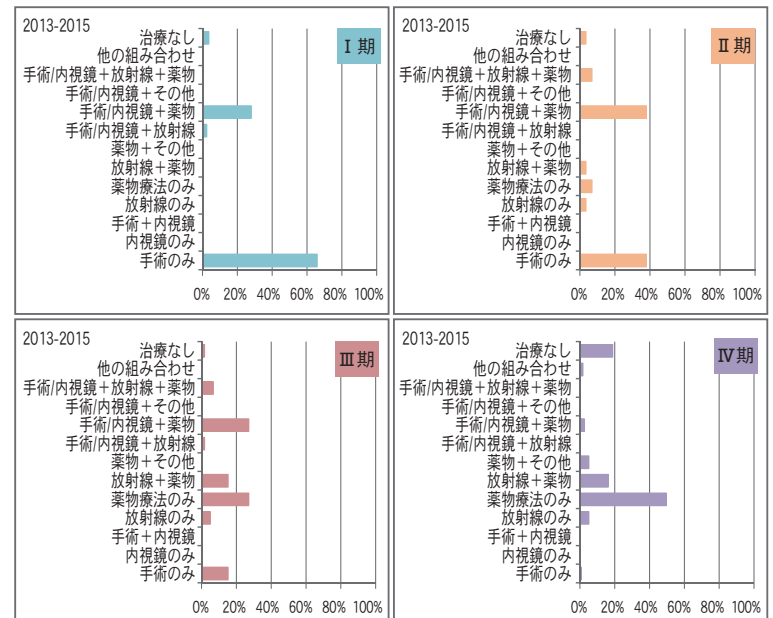 2013-2015
Ⅰ期
治療なし
他の組み合わせ
手術/内視鏡＋放射線＋薬物
手術/内視鏡＋その他
手術/内視鏡＋薬物
手術/内視鏡＋放射線
薬物＋その他
放射線＋薬物
薬物療法のみ
放射線のみ
手術＋内視鏡
内視鏡のみ
手術のみ
0% 20% 40% 60% 80% 100%
2013-2015
Ⅱ期
治療なし
他の組み合わせ
手術/内視鏡＋放射線＋薬物
手術/内視鏡＋その他
手術/内視鏡＋薬物
手術/内視鏡＋放射線
薬物＋その他
放射線＋薬物
薬物療法のみ
放射線のみ
手術＋内視鏡
内視鏡のみ
手術のみ
0% 20% 40% 60% 80% 100%
2013-2015
Ⅲ期
治療なし
他の組み合わせ
手術/内視鏡＋放射線＋薬物
手術/内視鏡＋その他
手術/内視鏡＋薬物
手術/内視鏡＋放射線
薬物＋その他
放射線＋薬物
薬物療法のみ
放射線のみ
手術＋内視鏡
内視鏡のみ
手術のみ
0% 20% 40% 60% 80% 100%
2013-2015
Ⅳ期
治療なし
他の組み合わせ
手術/内視鏡＋放射線＋薬物
手術/内視鏡＋その他
手術/内視鏡＋薬物
手術/内視鏡＋放射線
薬物＋その他
放射線＋薬物
薬物療法のみ
放射線のみ
手術＋内視鏡
内視鏡のみ
手術のみ
0% 20% 40% 60% 80% 100%